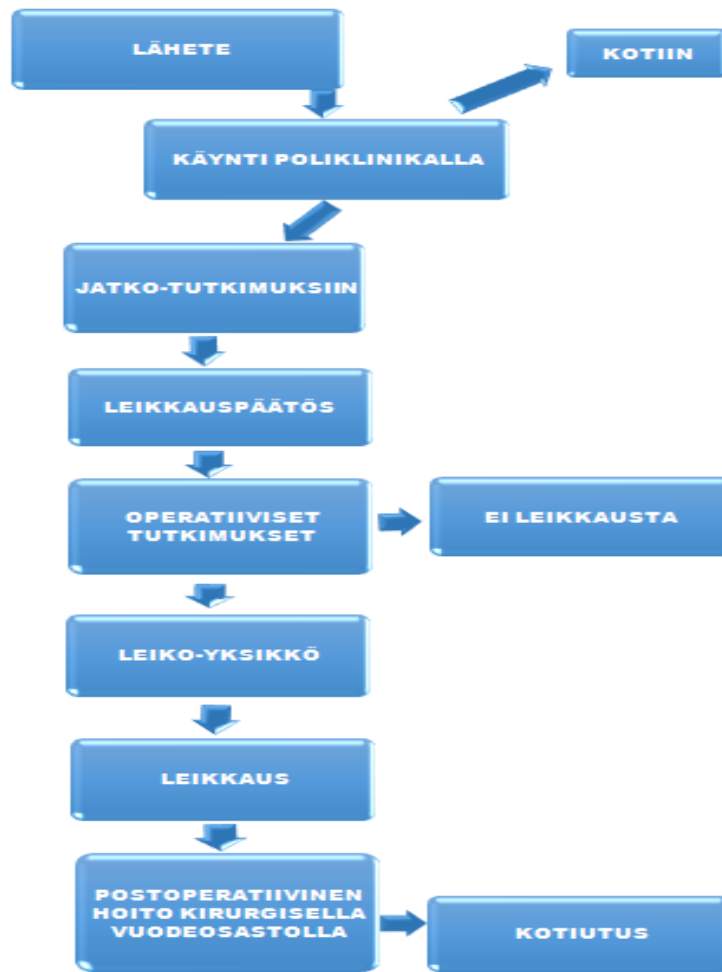 LÄHETE
KOTIIN
KÄYNTI POLIKLINIKALLA
JATKO-TUTKIMUKSIIN
LEIKKAUSPÄÄTÖS
OPERATIIVISET
TUTKIMUKSET
EI LEIKKAUSTA
LEIKO-YKSIKKÖ
LEIKKAUS
POSTOPERATIIVINEN
HOITO KIRURGISELLA
VUODEOSASTOLLA
KOTIUTUS